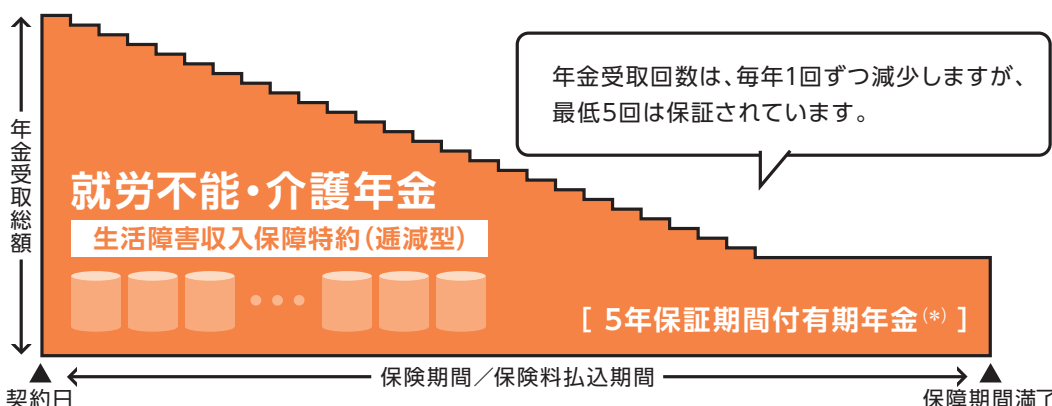 年金受取回数は、毎年1回ずつ減少しますが、
最低5回は保証されています。
年金受取総額
就労不能・介護年金
生活障害収入保障特約(逓減型)
[ 5年保証期間付有期年金(*) ]
保険期間/保険料払込期間
契約日
保障期間満了